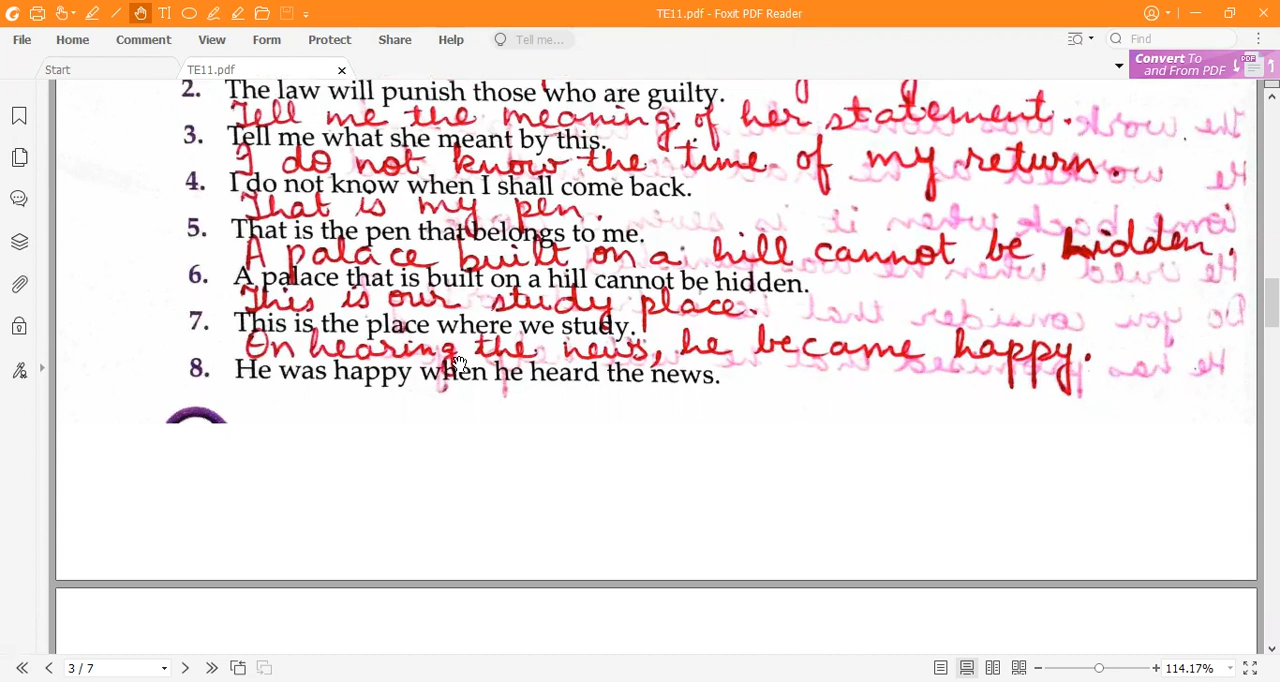 TE11.pdf - Foxit PDF Reader
File Home Comment View Form Protect Share Help Tell me... Find
Start TE11.pdf Convert To and From PDF
2. The law will punish those who are guilty.
Tell me the meaning of her statement.
3. Tell me what she meant by this.
I do not know the time of my return.
4. I do not know when I shall come back.
That is my pen.
5. That is the pen that belongs to me.
A palace built on a hill cannot be hidden.
6. A palace that is built on a hill cannot be hidden.
This is our study place.
7. This is the place where we study.
On hearing the news, he became happy.
8. He was happy when he heard the news.
3 / 7 114.17%